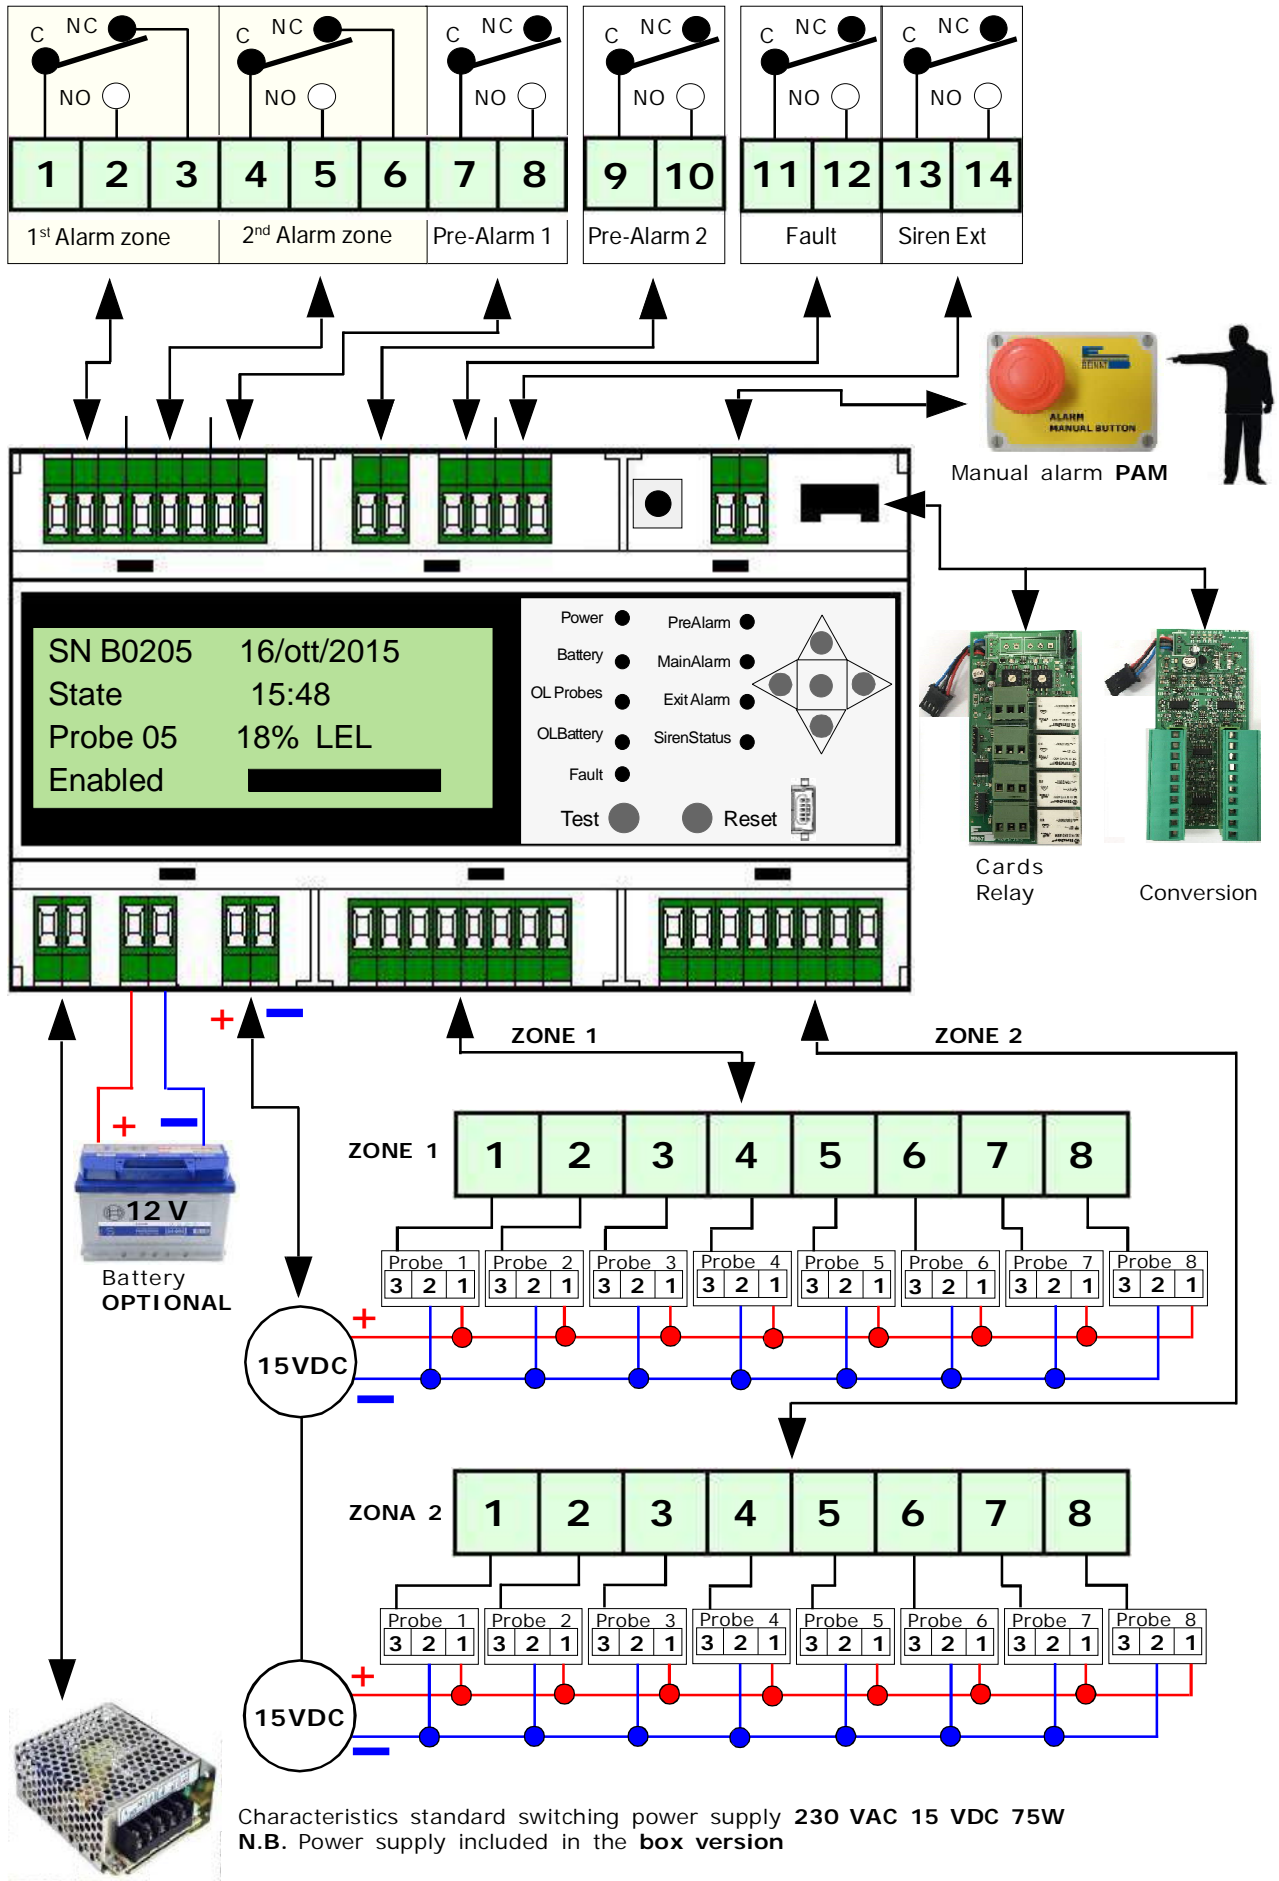 C NC C NC C NC C NC C NC C NC
NO NO NO NO NO NO
1 2 3 4 5 6 7 8 9 10 11 12 13 14
1st Alarm zone 2nd Alarm zone Pre-Alarm 1 Pre-Alarm 2 Fault Siren Ext
ALARM
MANUAL BUTTON
Manual alarm PAM
SN B0205 16/ott/2015
State 15:48
Probe 05 18% LEL
Enabled
Power PreAlarm
Battery MainAlarm
OL Probes Exit Alarm
OLBattery SirenStatus
Fault
Test Reset
Cards
Relay
Conversion
+ −
ZONE 1 ZONE 2
+ −
12 V
Battery
OPTIONAL
ZONE 1 1 2 3 4 5 6 7 8
Probe 1 Probe 2 Probe 3 Probe 4 Probe 5 Probe 6 Probe 7 Probe 8
3 2 1 3 2 1 3 2 1 3 2 1 3 2 1 3 2 1 3 2 1 3 2 1
+
15VDC
−
ZONA 2 1 2 3 4 5 6 7 8
Probe 1 Probe 2 Probe 3 Probe 4 Probe 5 Probe 6 Probe 7 Probe 8
3 2 1 3 2 1 3 2 1 3 2 1 3 2 1 3 2 1 3 2 1 3 2 1
+
15VDC
−
Characteristics standard switching power supply 230 VAC 15 VDC 75W
N.B. Power supply included in the box version